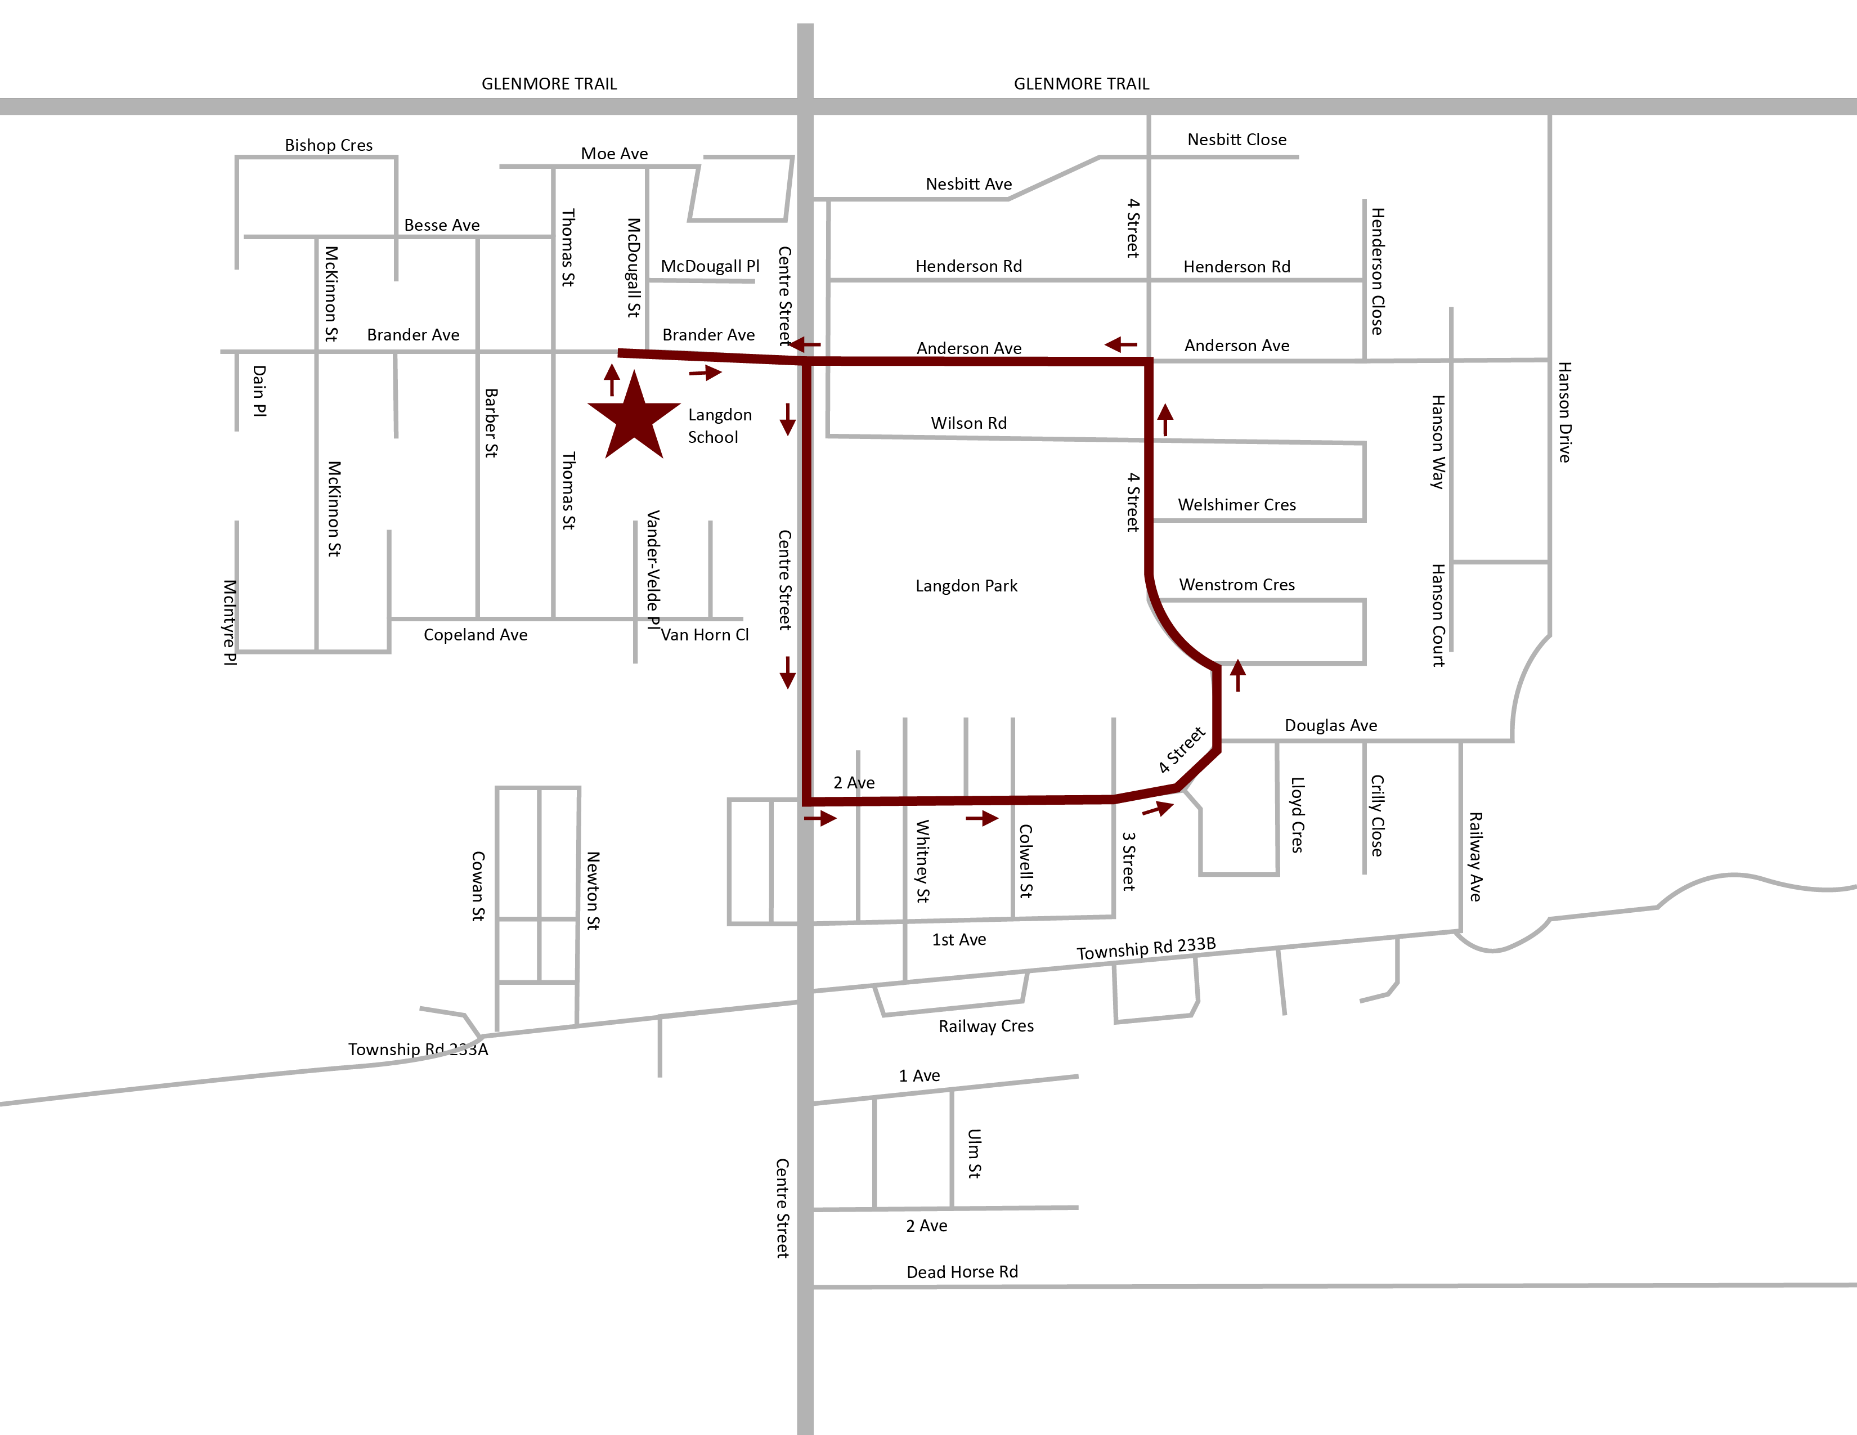 GLENMORE TRAIL
GLENMORE TRAIL
Bishop Cres
Moe Ave
Nesbitt Close
Nesbitt Ave
Besse Ave
Thomas St
McDougall St
4 Street
Henderson Close
McKinnon St
McDougall Pl
Centre Street
Henderson Rd
Henderson Rd
Brander Ave
Brander Ave
Anderson Ave
Anderson Ave
Dain Pl
Barber St
Langdon
School
Wilson Rd
Hanson Way
Hanson Drive
McKinnon St
Thomas St
4 Street
Welshimer Cres
Vander-Velde Pl
Centre Street
Langdon Park
Wenstrom Cres
Hanson Court
McIntyre Pl
Copeland Ave
Van Horn Cl
Douglas Ave
4 Street
2 Ave
Lloyd Cres
Crilly Close
Cowan St
Newton St
Whitney St
Colwell St
3 Street
Railway Ave
1st Ave
Township Rd 233B
Railway Cres
Township Rd 233A
1 Ave
Ulm St
Centre Street
2 Ave
Dead Horse Rd